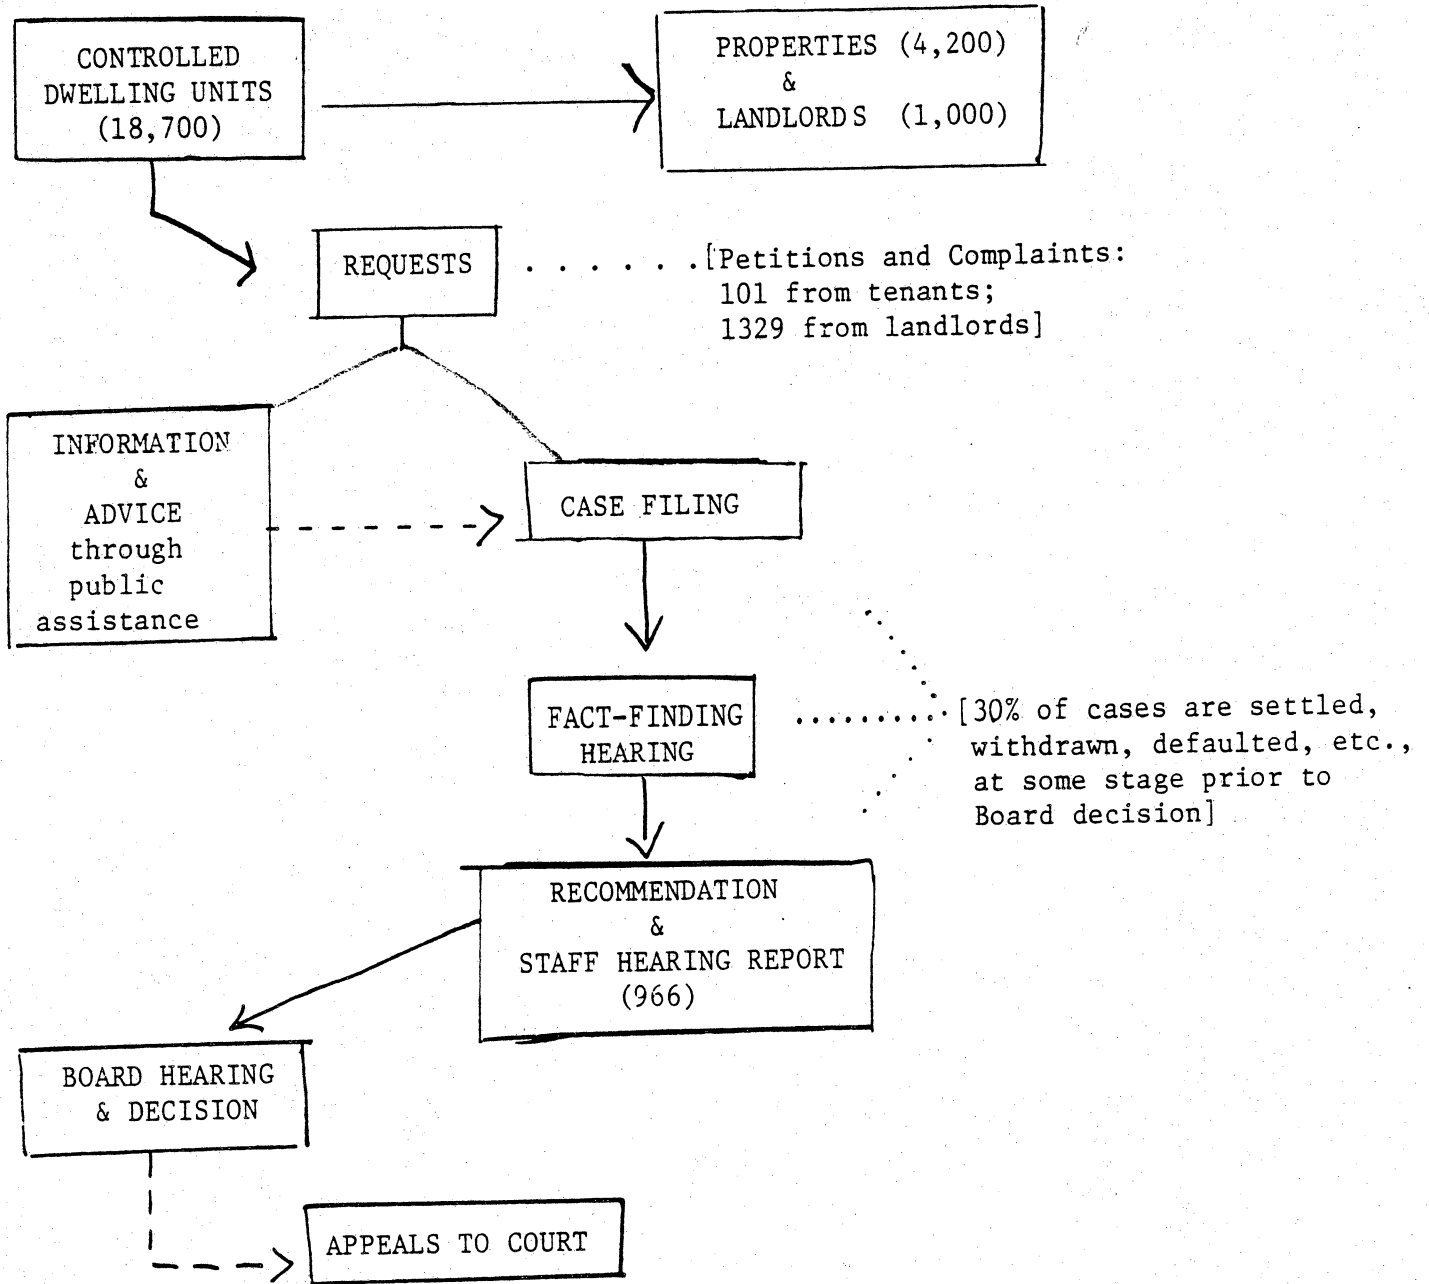 CONTROLLED
DWELLING UNITS
(18,700)
PROPERTIES (4,200)
&
LANDLORDS (1,000)
REQUESTS
[Petitions and Complaints:
101 from tenants;
1329 from landlords]
INFORMATION
&
ADVICE
through
public
assistance
CASE FILING
FACT-FINDING
HEARING
[30% of cases are settled,
withdrawn, defaulted, etc.,
at some stage prior to
Board decision]
RECOMMENDATION
&
STAFF HEARING REPORT
(966)
BOARD HEARING
& DECISION
APPEALS TO COURT